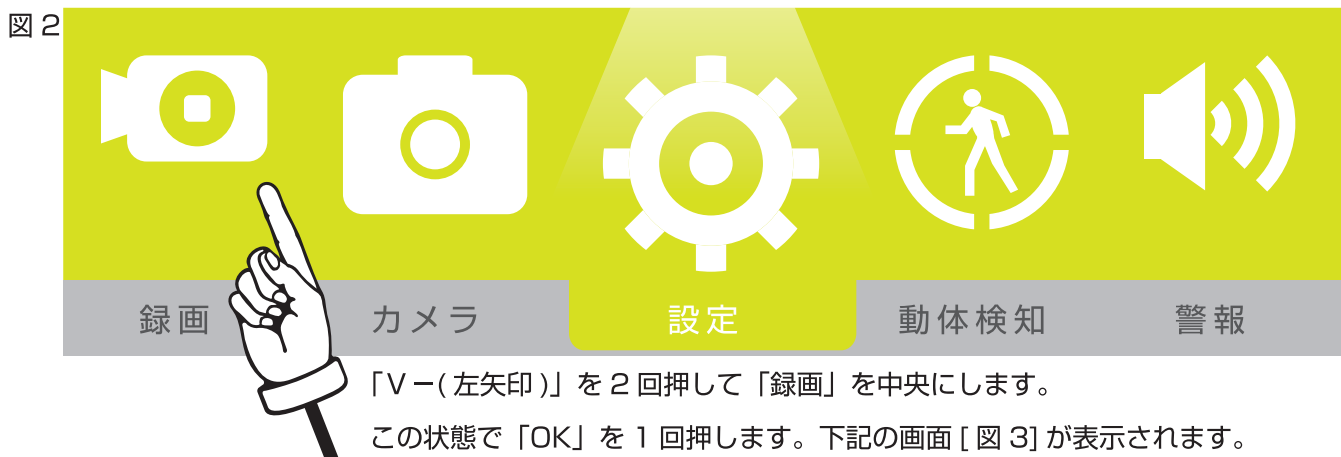 図2
録画 カメラ 設定 動体検知 警報
「V－(左矢印)」を2回押して「録画」を中央にします。
この状態で「OK」を1回押します。下記の画面[図3]が表示されます。